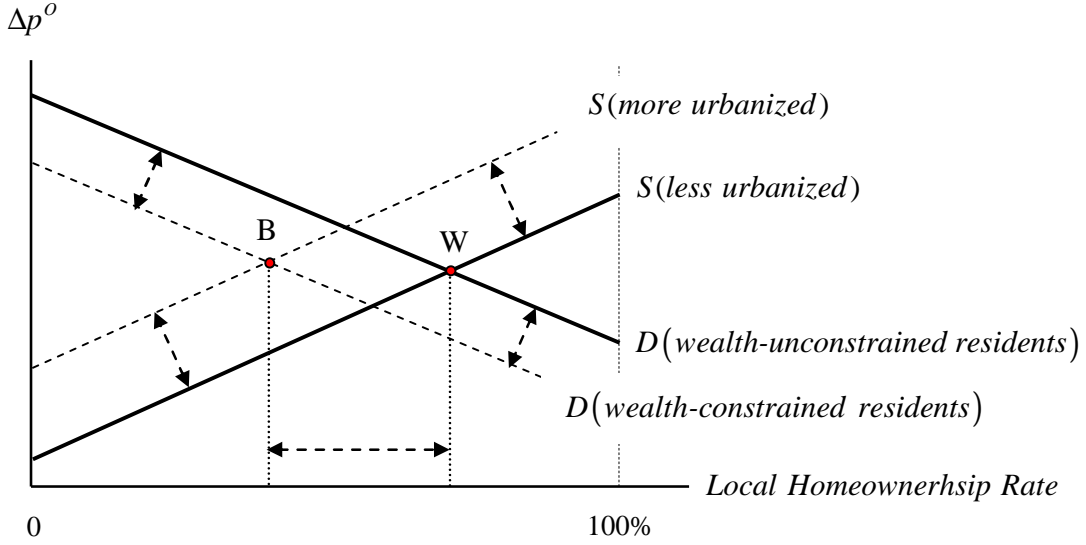 Δp^o
S(more urbanized)
S(less urbanized)
B
W
D(wealth-unconstrained residents)
D(wealth-constrained residents)
Local Homeownerhsip Rate
0
100%